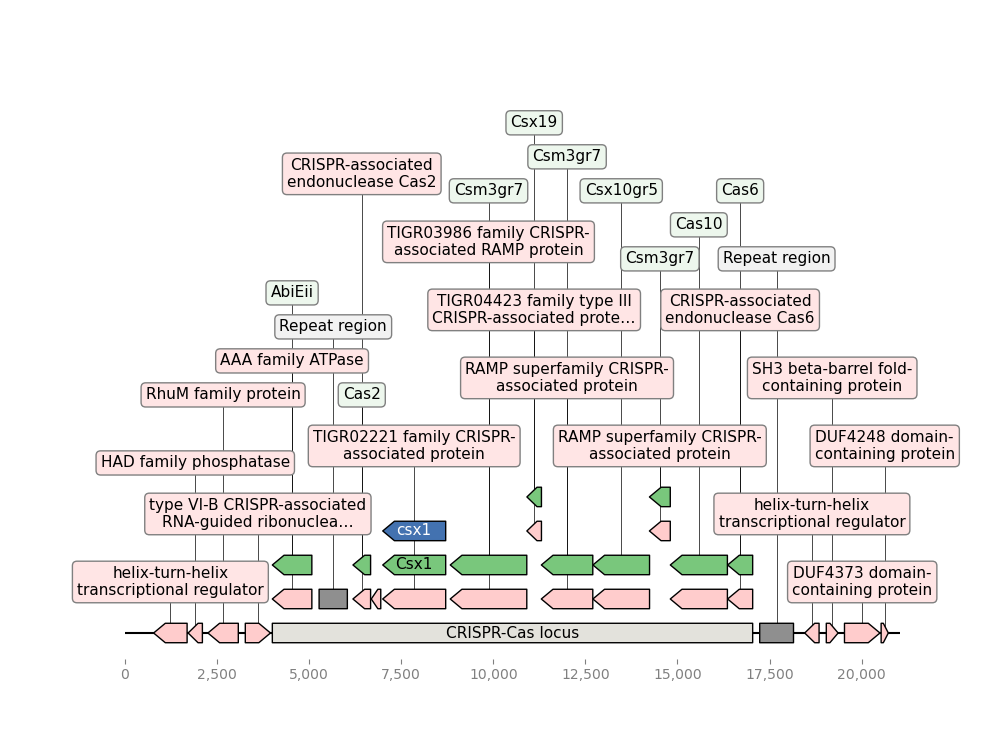 Csx19
Csm3gr7
CRISPR-associated
endonuclease Cas2
Csm3gr7
Csx10gr5
Cas6
Cas10
TIGR03986 family CRISPR-
associated RAMP protein
Csm3gr7
Repeat region
AbiEii
TIGR04423 family type III
CRISPR-associated prote…
CRISPR-associated
endonuclease Cas6
Repeat region
AAA family ATPase
RAMP superfamily CRISPR-
associated protein
SH3 beta-barrel fold-
containing protein
RhuM family protein
Cas2
TIGR02221 family CRISPR-
associated protein
RAMP superfamily CRISPR-
associated protein
DUF4248 domain-
containing protein
HAD family phosphatase
type VI-B CRISPR-associated
RNA-guided ribonuclea…
helix-turn-helix
transcriptional regulator
csx1
Csx1
helix-turn-helix
transcriptional regulator
DUF4373 domain-
containing protein
CRISPR-Cas locus
0
2,500
5,000
7,500
10,000
12,500
15,000
17,500
20,000